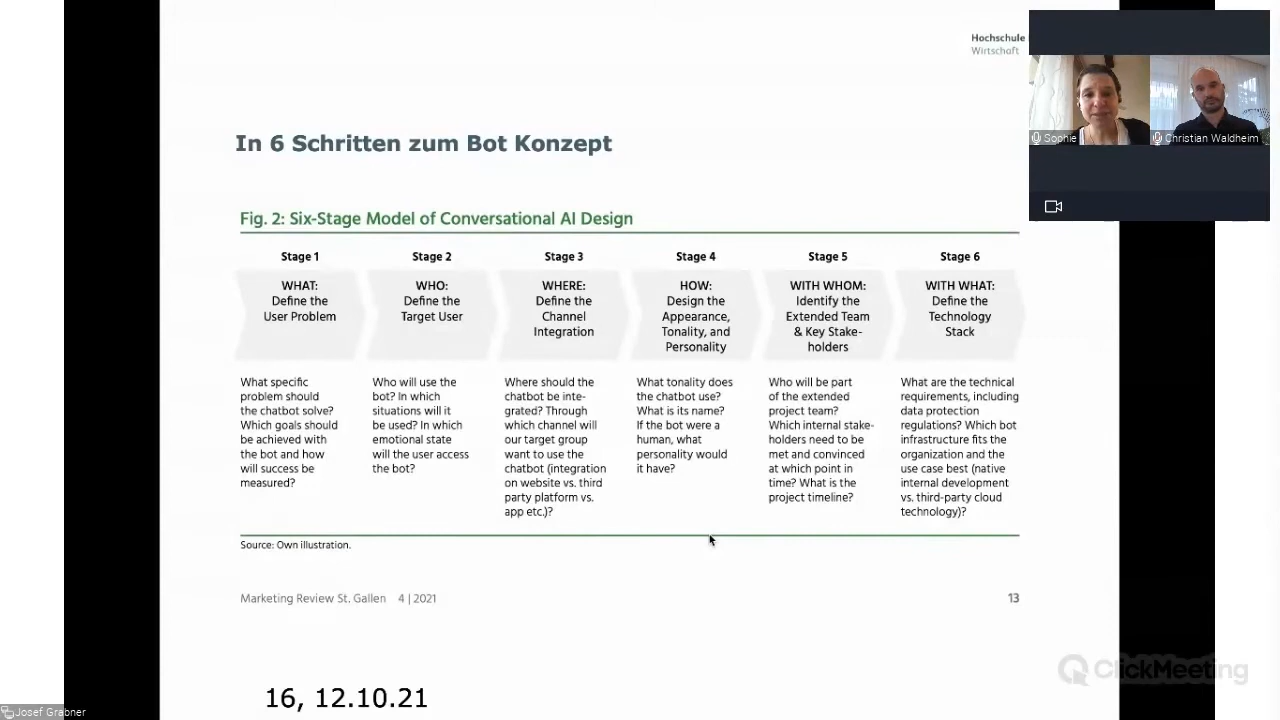 Hochschule
Wirtschaft
Sophie
Christian Waldheim
In 6 Schritten zum Bot Konzept
Fig. 2: Six-Stage Model of Conversational AI Design
Stage 1
WHAT:
Define the
User Problem
What specific
problem should
the chatbot solve?
Which goals should
be achieved with
the bot and how
will success be
measured?
Stage 2
WHO:
Define the
Target User
Who will use the
bot? In which
situations will it
be used? In which
emotional state
will the user access
the bot?
Stage 3
WHERE:
Define the
Channel
Integration
Where should the
chatbot be inte-
grated? Through
which channel will
our target group
want to use the
chatbot (integration
on website vs. third
party platform vs.
app etc.)?
Stage 4
HOW:
Design the
Appearance,
Tonality, and
Personality
What tonality does
the chatbot use?
What is its name?
If the bot were a
human, what
personality would
it have?
Stage 5
WITH WHOM:
Identify the
Extended Team
& Key Stake-
holders
Who will be part
of the extended
project team?
Which internal stake-
holders need to be
met and convinced
at which point in
time? What is the
project timeline?
Stage 6
WITH WHAT:
Define the
Technology
Stack
What are the technical
requirements, including
data protection
regulations? Which bot
infrastructure fits the
organization and the
use case best (native
internal development
vs. third-party cloud
technology)?
Source: Own illustration.
Marketing Review St. Gallen 4 | 2021
13
ClickMeeting
16, 12.10.21
Josef Grabner